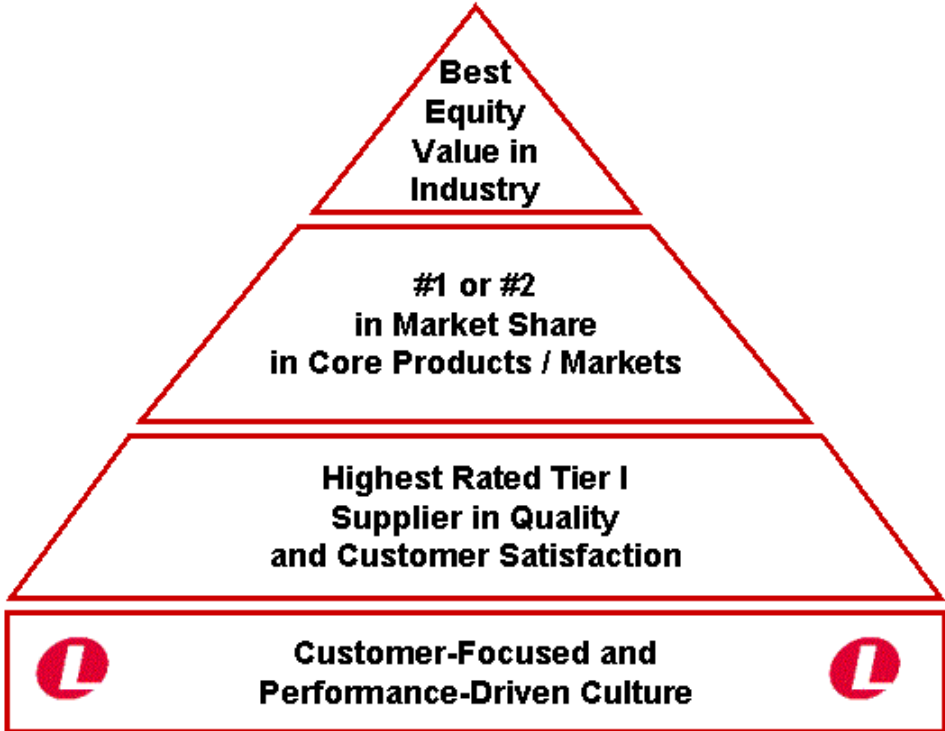 Best
Equity
Value in
Industry
#1 or #2
in Market Share
in Core Products / Markets
Highest Rated Tier I
Supplier in Quality
and Customer Satisfaction
L
Customer-Focused and
L
Performance-Driven Culture